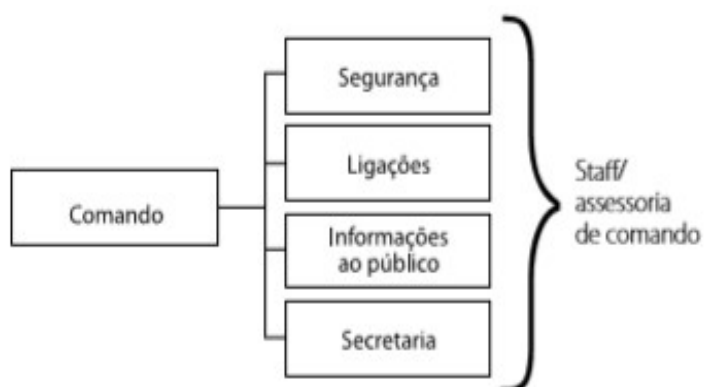 Segurança
Ligações
Comando
Informações
ao público
Secretaria
Staff/
assessoria
de comando